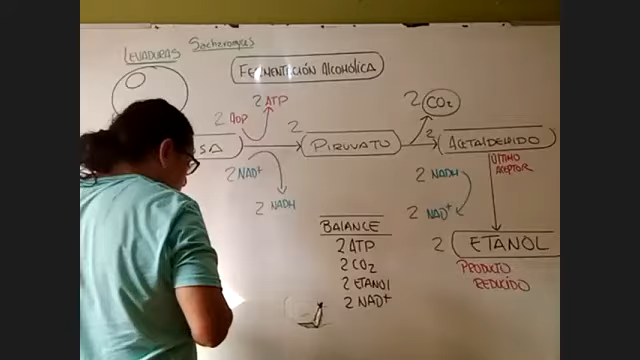 LEVADURAS Saccharomyces
FERMENTACIÓN ALCOHÓLICA
2 ADP 2 ATP
2 CO₂
SA 2 PIRUVATO 2 ACETALDEHIDO
2 NAD⁺
2 NADH
ÚLTIMO
ACEPTOR
2 NADH
2 NAD⁺
2 ETANOL
PRODUCTO
REDUCIDO
BALANCE
2 ATP
2 CO₂
2 ETANOL
2 NAD⁺